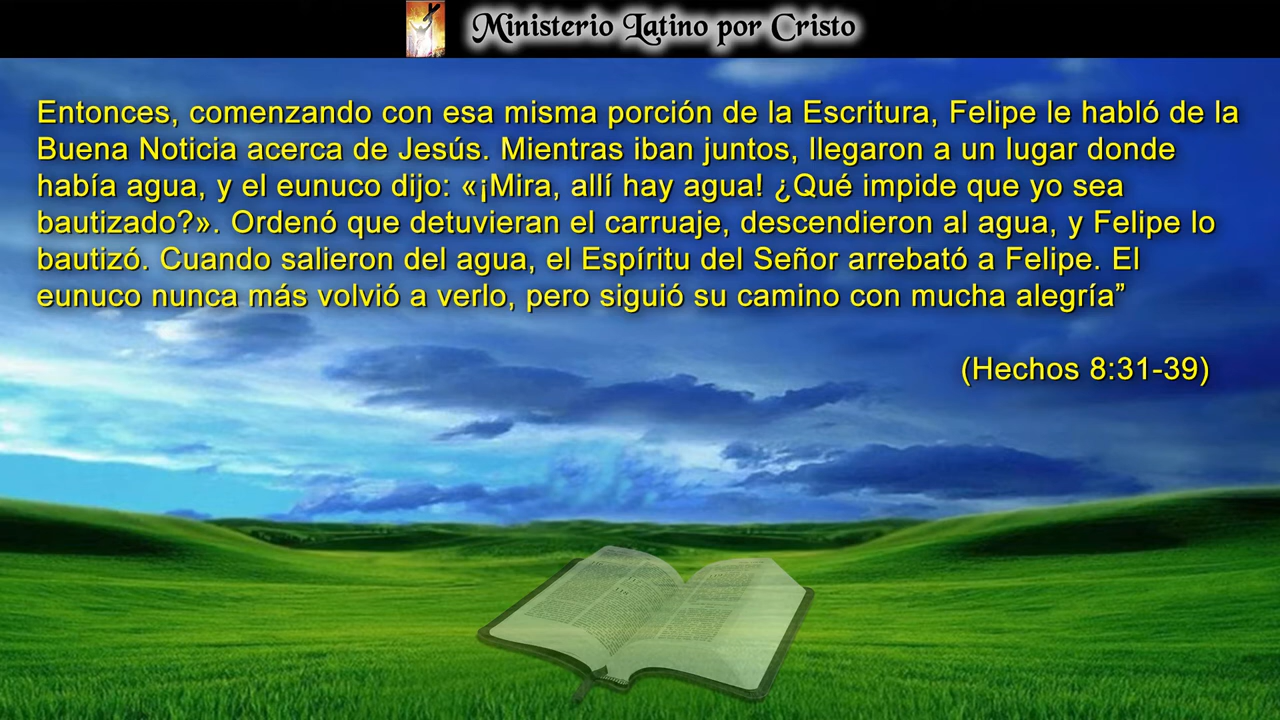 Ministerio Latino por Cristo
Entonces, comenzando con esa misma porción de la Escritura, Felipe le habló de la
Buena Noticia acerca de Jesús. Mientras iban juntos, llegaron a un lugar donde
había agua, y el eunuco dijo: «¡Mira, allí hay agua! ¿Qué impide que yo sea
bautizado?». Ordenó que detuvieran el carruaje, descendieron al agua, y Felipe lo
bautizó. Cuando salieron del agua, el Espíritu del Señor arrebató a Felipe. El
eunuco nunca más volvió a verlo, pero siguió su camino con mucha alegría”
(Hechos 8:31-39)